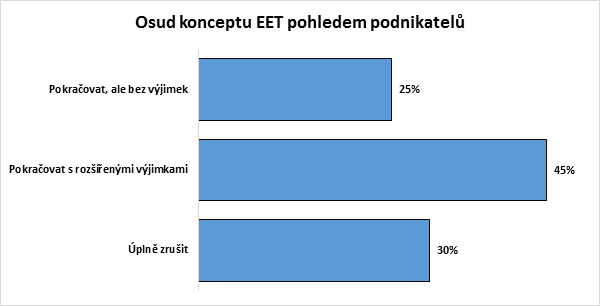 Osud konceptu EET pohledem podnikatelů
Pokračovat, ale bez výjimek
25%
Pokračovat s rozšířenými výjimkami
45%
Úplně zrušit
30%